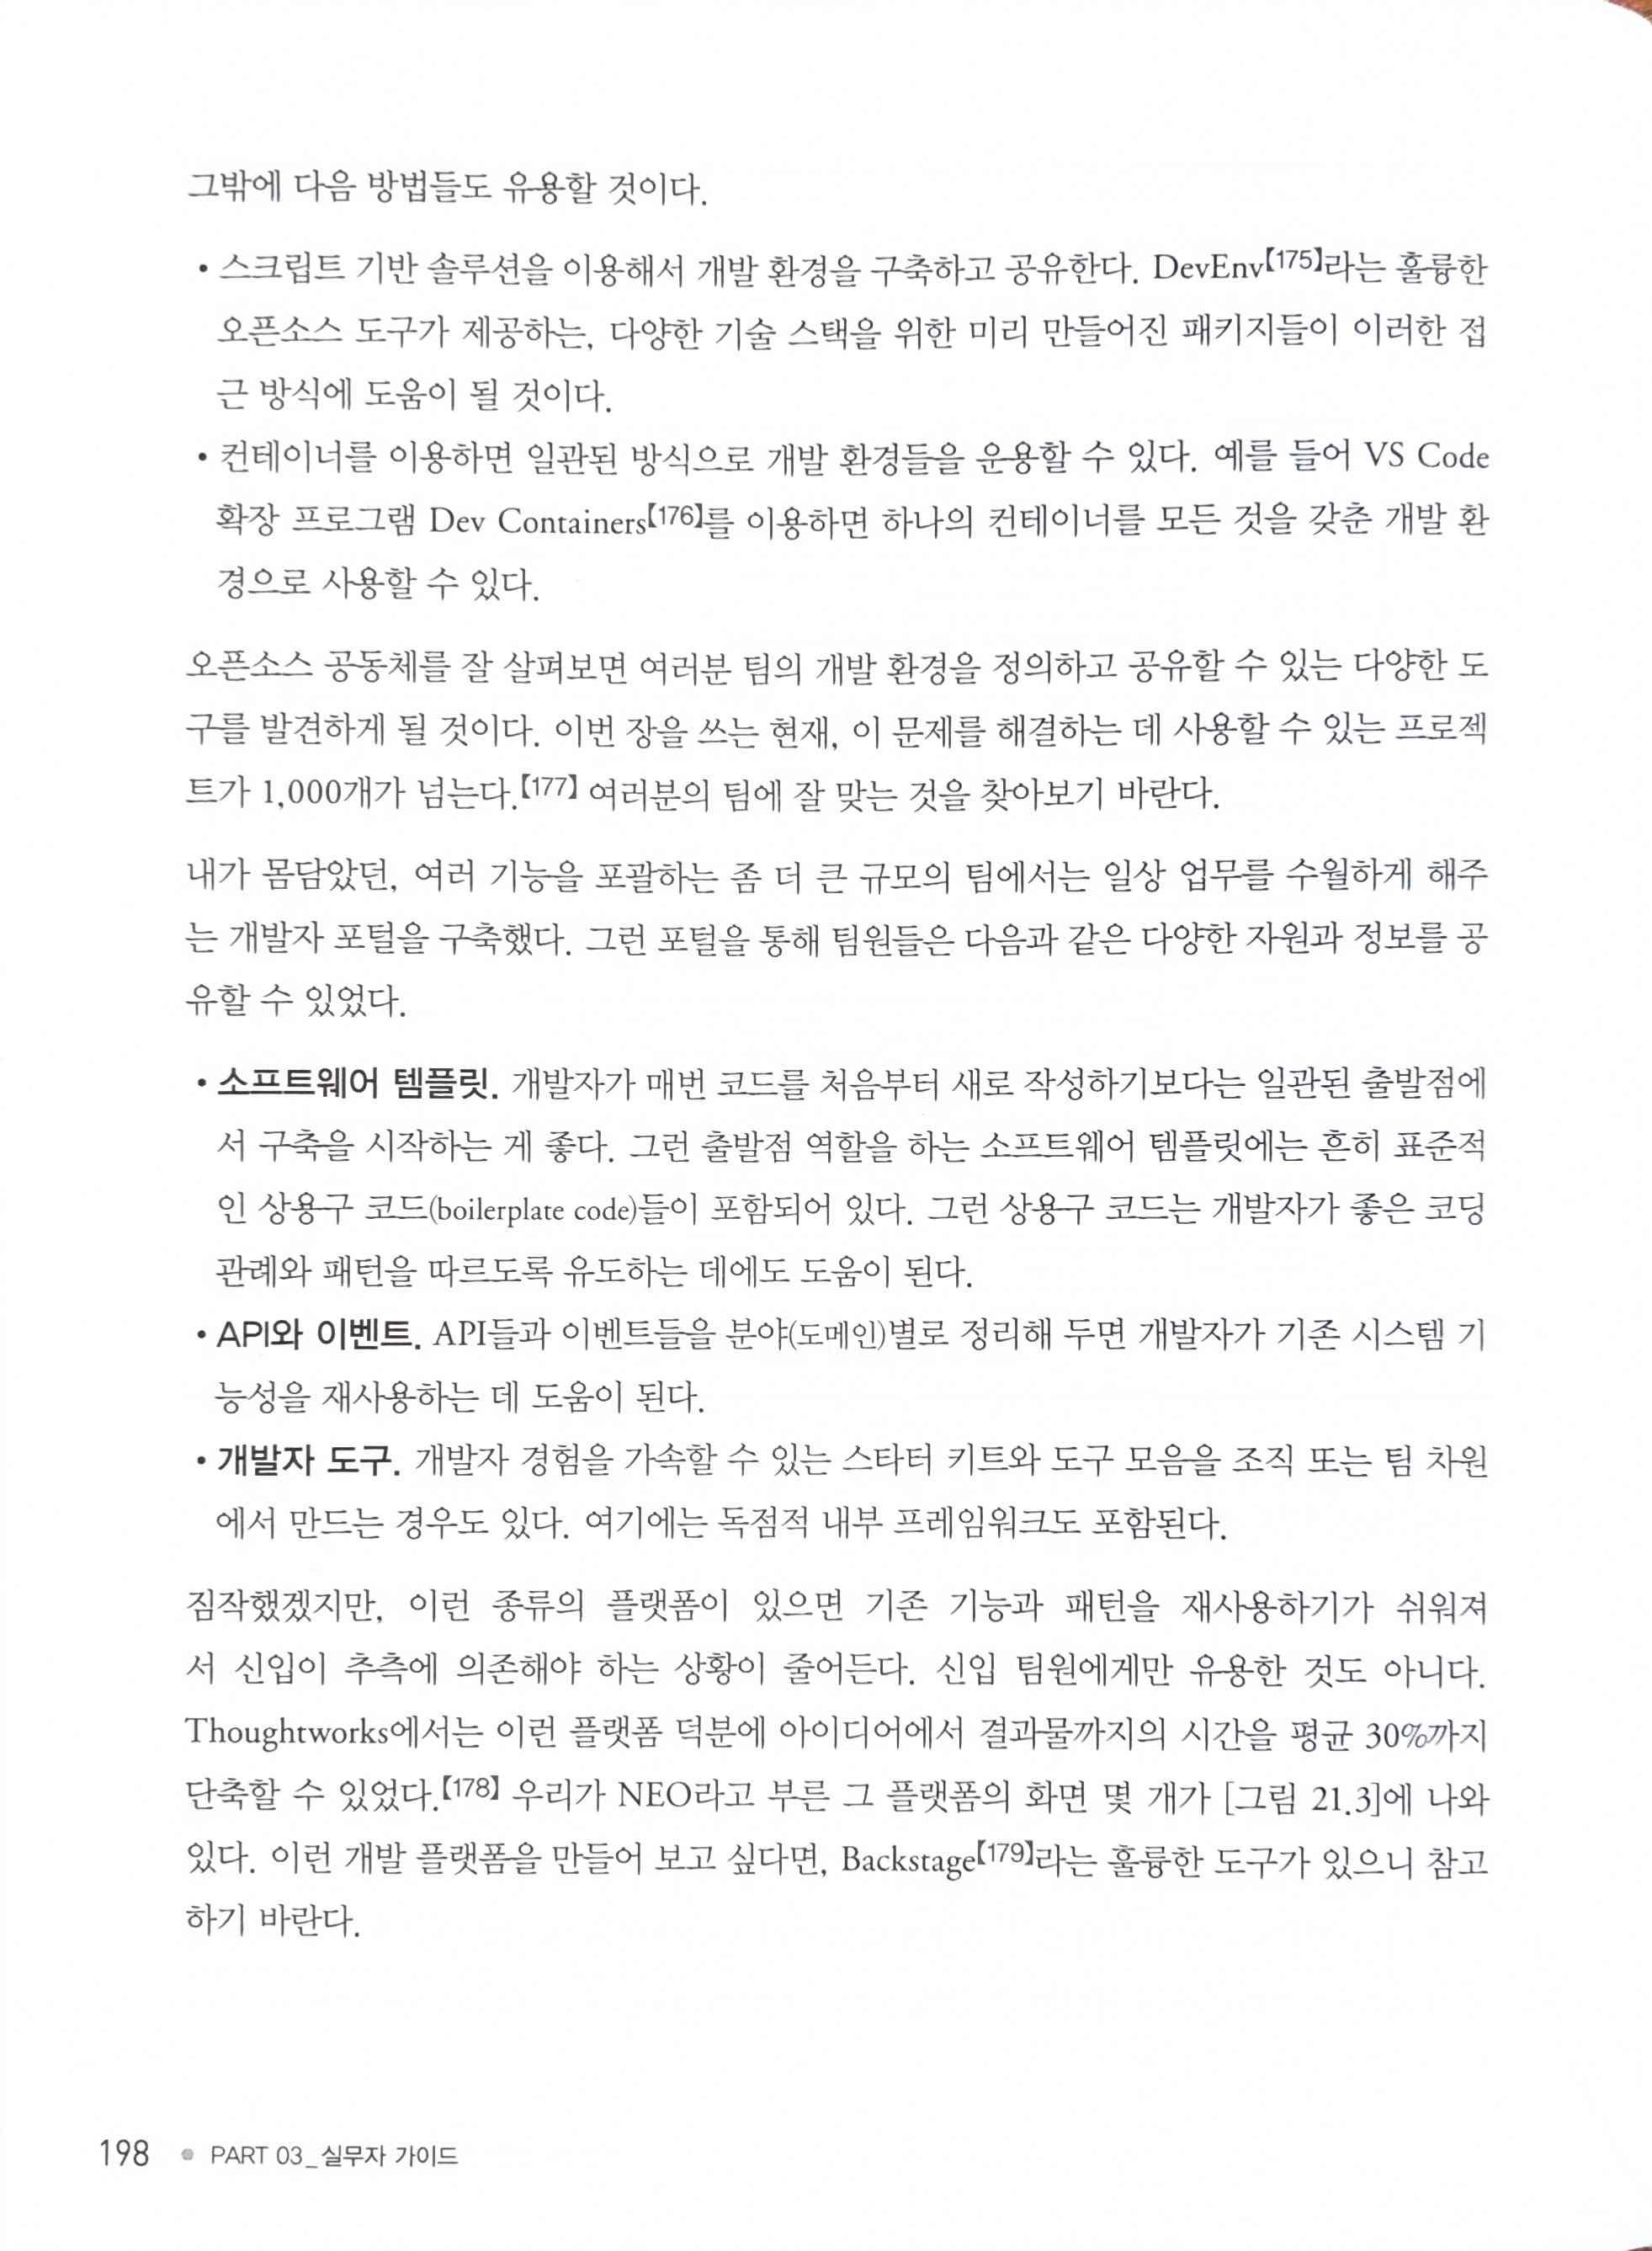 그밖에 다음 방법들도 유용할 것이다.
• 스크립트 기반 솔루션을 이용해서 개발 환경을 구축하고 공유한다. DevEnv【175】라는 훌륭한
오픈소스 도구가 제공하는, 다양한 기술 스택을 위한 미리 만들어진 패키지들이 이러한 접
근 방식에 도움이 될 것이다.
• 컨테이너를 이용하면 일관된 방식으로 개발 환경들을 운용할 수 있다. 예를 들어 VS Code
확장 프로그램 Dev Containers【176】를 이용하면 하나의 컨테이너를 모든 것을 갖춘 개발 환
경으로 사용할 수 있다.
오픈소스 공동체를 잘 살펴보면 여러분 팀의 개발 환경을 정의하고 공유할 수 있는 다양한 도
구를 발견하게 될 것이다. 이번 장을 쓰는 현재, 이 문제를 해결하는 데 사용할 수 있는 프로젝
트가 1,000개가 넘는다.【177】 여러분의 팀에 잘 맞는 것을 찾아보기 바란다.
내가 몸담았던, 여러 기능을 포괄하는 좀 더 큰 규모의 팀에서는 일상 업무를 수월하게 해주
는 개발자 포털을 구축했다. 그런 포털을 통해 팀원들은 다음과 같은 다양한 자원과 정보를 공
유할 수 있었다.
• 소프트웨어 템플릿. 개발자가 매번 코드를 처음부터 새로 작성하기보다는 일관된 출발점에
서 구축을 시작하는 게 좋다. 그런 출발점 역할을 하는 소프트웨어 템플릿에는 흔히 표준적
인 상용구 코드(boilerplate code)들이 포함되어 있다. 그런 상용구 코드는 개발자가 좋은 코딩
관례와 패턴을 따르도록 유도하는 데에도 도움이 된다.
• API와 이벤트. API들과 이벤트들을 분야(도메인)별로 정리해 두면 개발자가 기존 시스템 기
능성을 재사용하는 데 도움이 된다.
• 개발자 도구. 개발자 경험을 가속할 수 있는 스타터 키트와 도구 모음을 조직 또는 팀 차원
에서 만드는 경우도 있다. 여기에는 독점적 내부 프레임워크도 포함된다.
짐작했겠지만, 이런 종류의 플랫폼이 있으면 기존 기능과 패턴을 재사용하기가 쉬워져
서 신입이 추측에 의존해야 하는 상황이 줄어든다. 신입 팀원에게만 유용한 것도 아니다.
Thoughtworks에서는 이런 플랫폼 덕분에 아이디어에서 결과물까지의 시간을 평균 30%까지
단축할 수 있었다.【178】 우리가 NEO라고 부른 그 플랫폼의 화면 몇 개가 [그림 21.3]에 나와
있다. 이런 개발 플랫폼을 만들어 보고 싶다면, Backstage【179】라는 훌륭한 도구가 있으니 참고
하기 바란다.
198 • PART 03_실무자 가이드